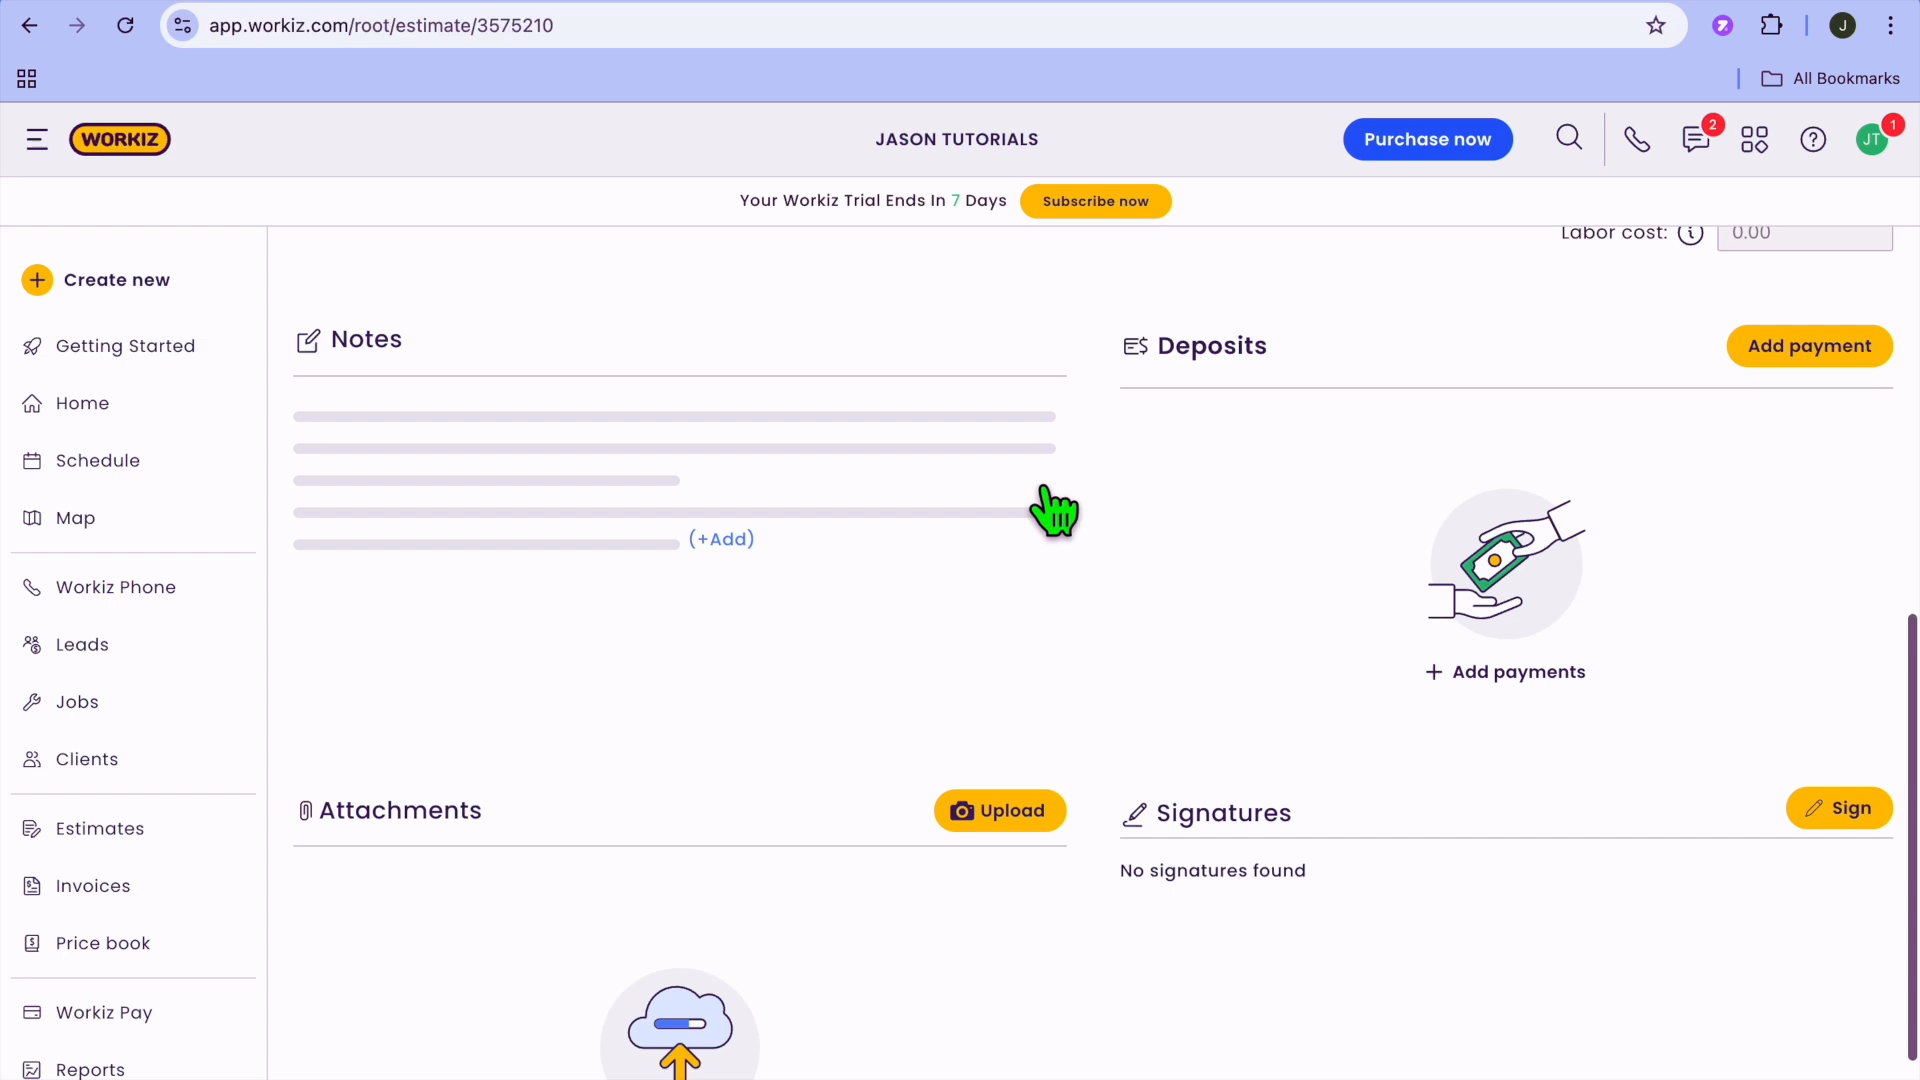 app.workiz.com/root/estimate/3575210
J
All Bookmarks
WORKIZ
JASON TUTORIALS
Purchase now
2
JT
1
Your Workiz Trial Ends In 7 Days
Subscribe now
Labor cost:
0.00
Create new
Getting Started
Home
Schedule
Map
Workiz Phone
Leads
Jobs
Clients
Estimates
Invoices
Price book
Workiz Pay
Reports
Notes
(+Add)
Deposits
Add payment
+ Add payments
Attachments
Upload
Signatures
Sign
No signatures found